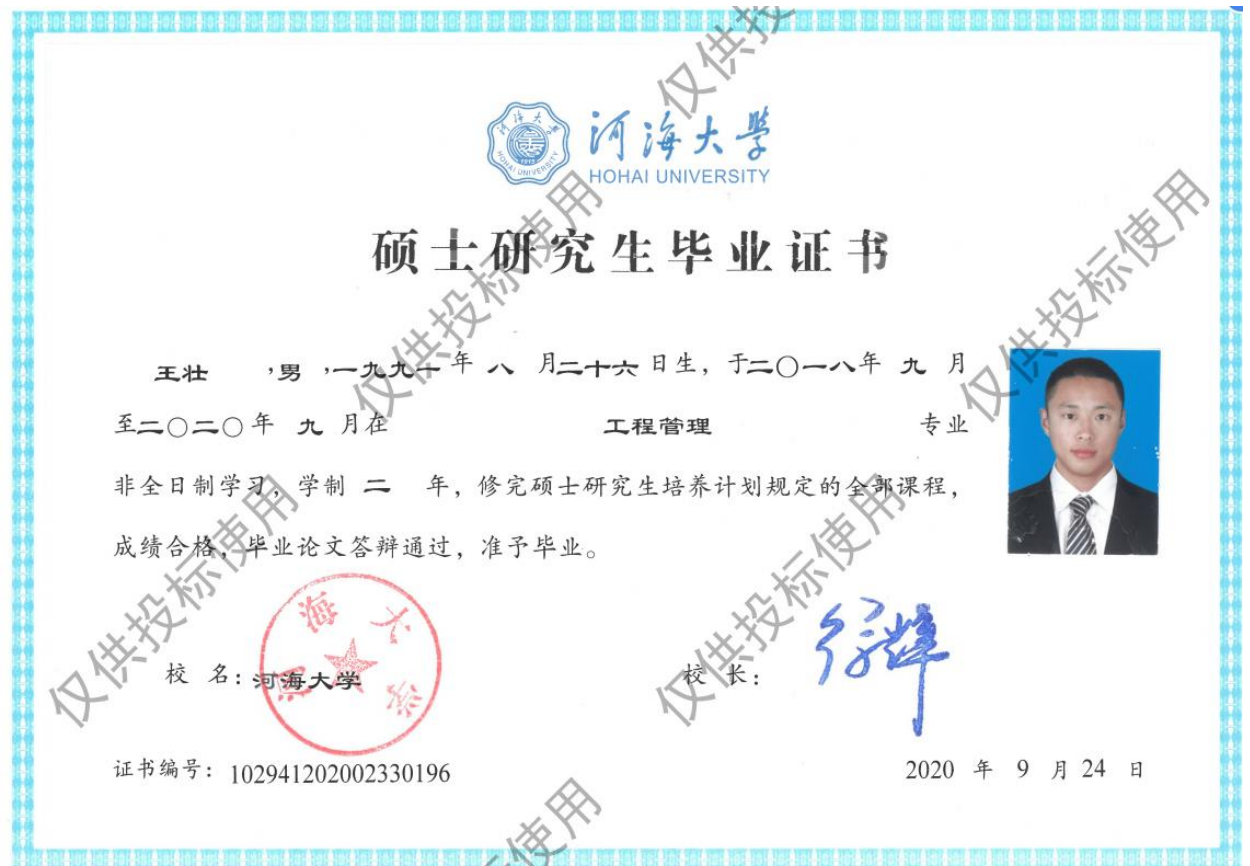 仅供投标使用
河海大学
HOHAI UNIVERSITY
硕士研究生毕业证书
仅供投标使用
仅供投标使用
王壮 ，男 ，一九九一年 八 月二十六 日生，于二〇一八年 九 月
至二〇二〇年 九 月在 工程管理 专业
非全日制学习，学制 二 年，修完硕士研究生培养计划规定的全部课程，
成绩合格，毕业论文答辩通过，准予毕业。
仅供投标使用
仅供投标使用
河海大学
校 名：河海大学 校 长：
证书编号：102941202002330196 2020 年 9 月 24 日
标使用